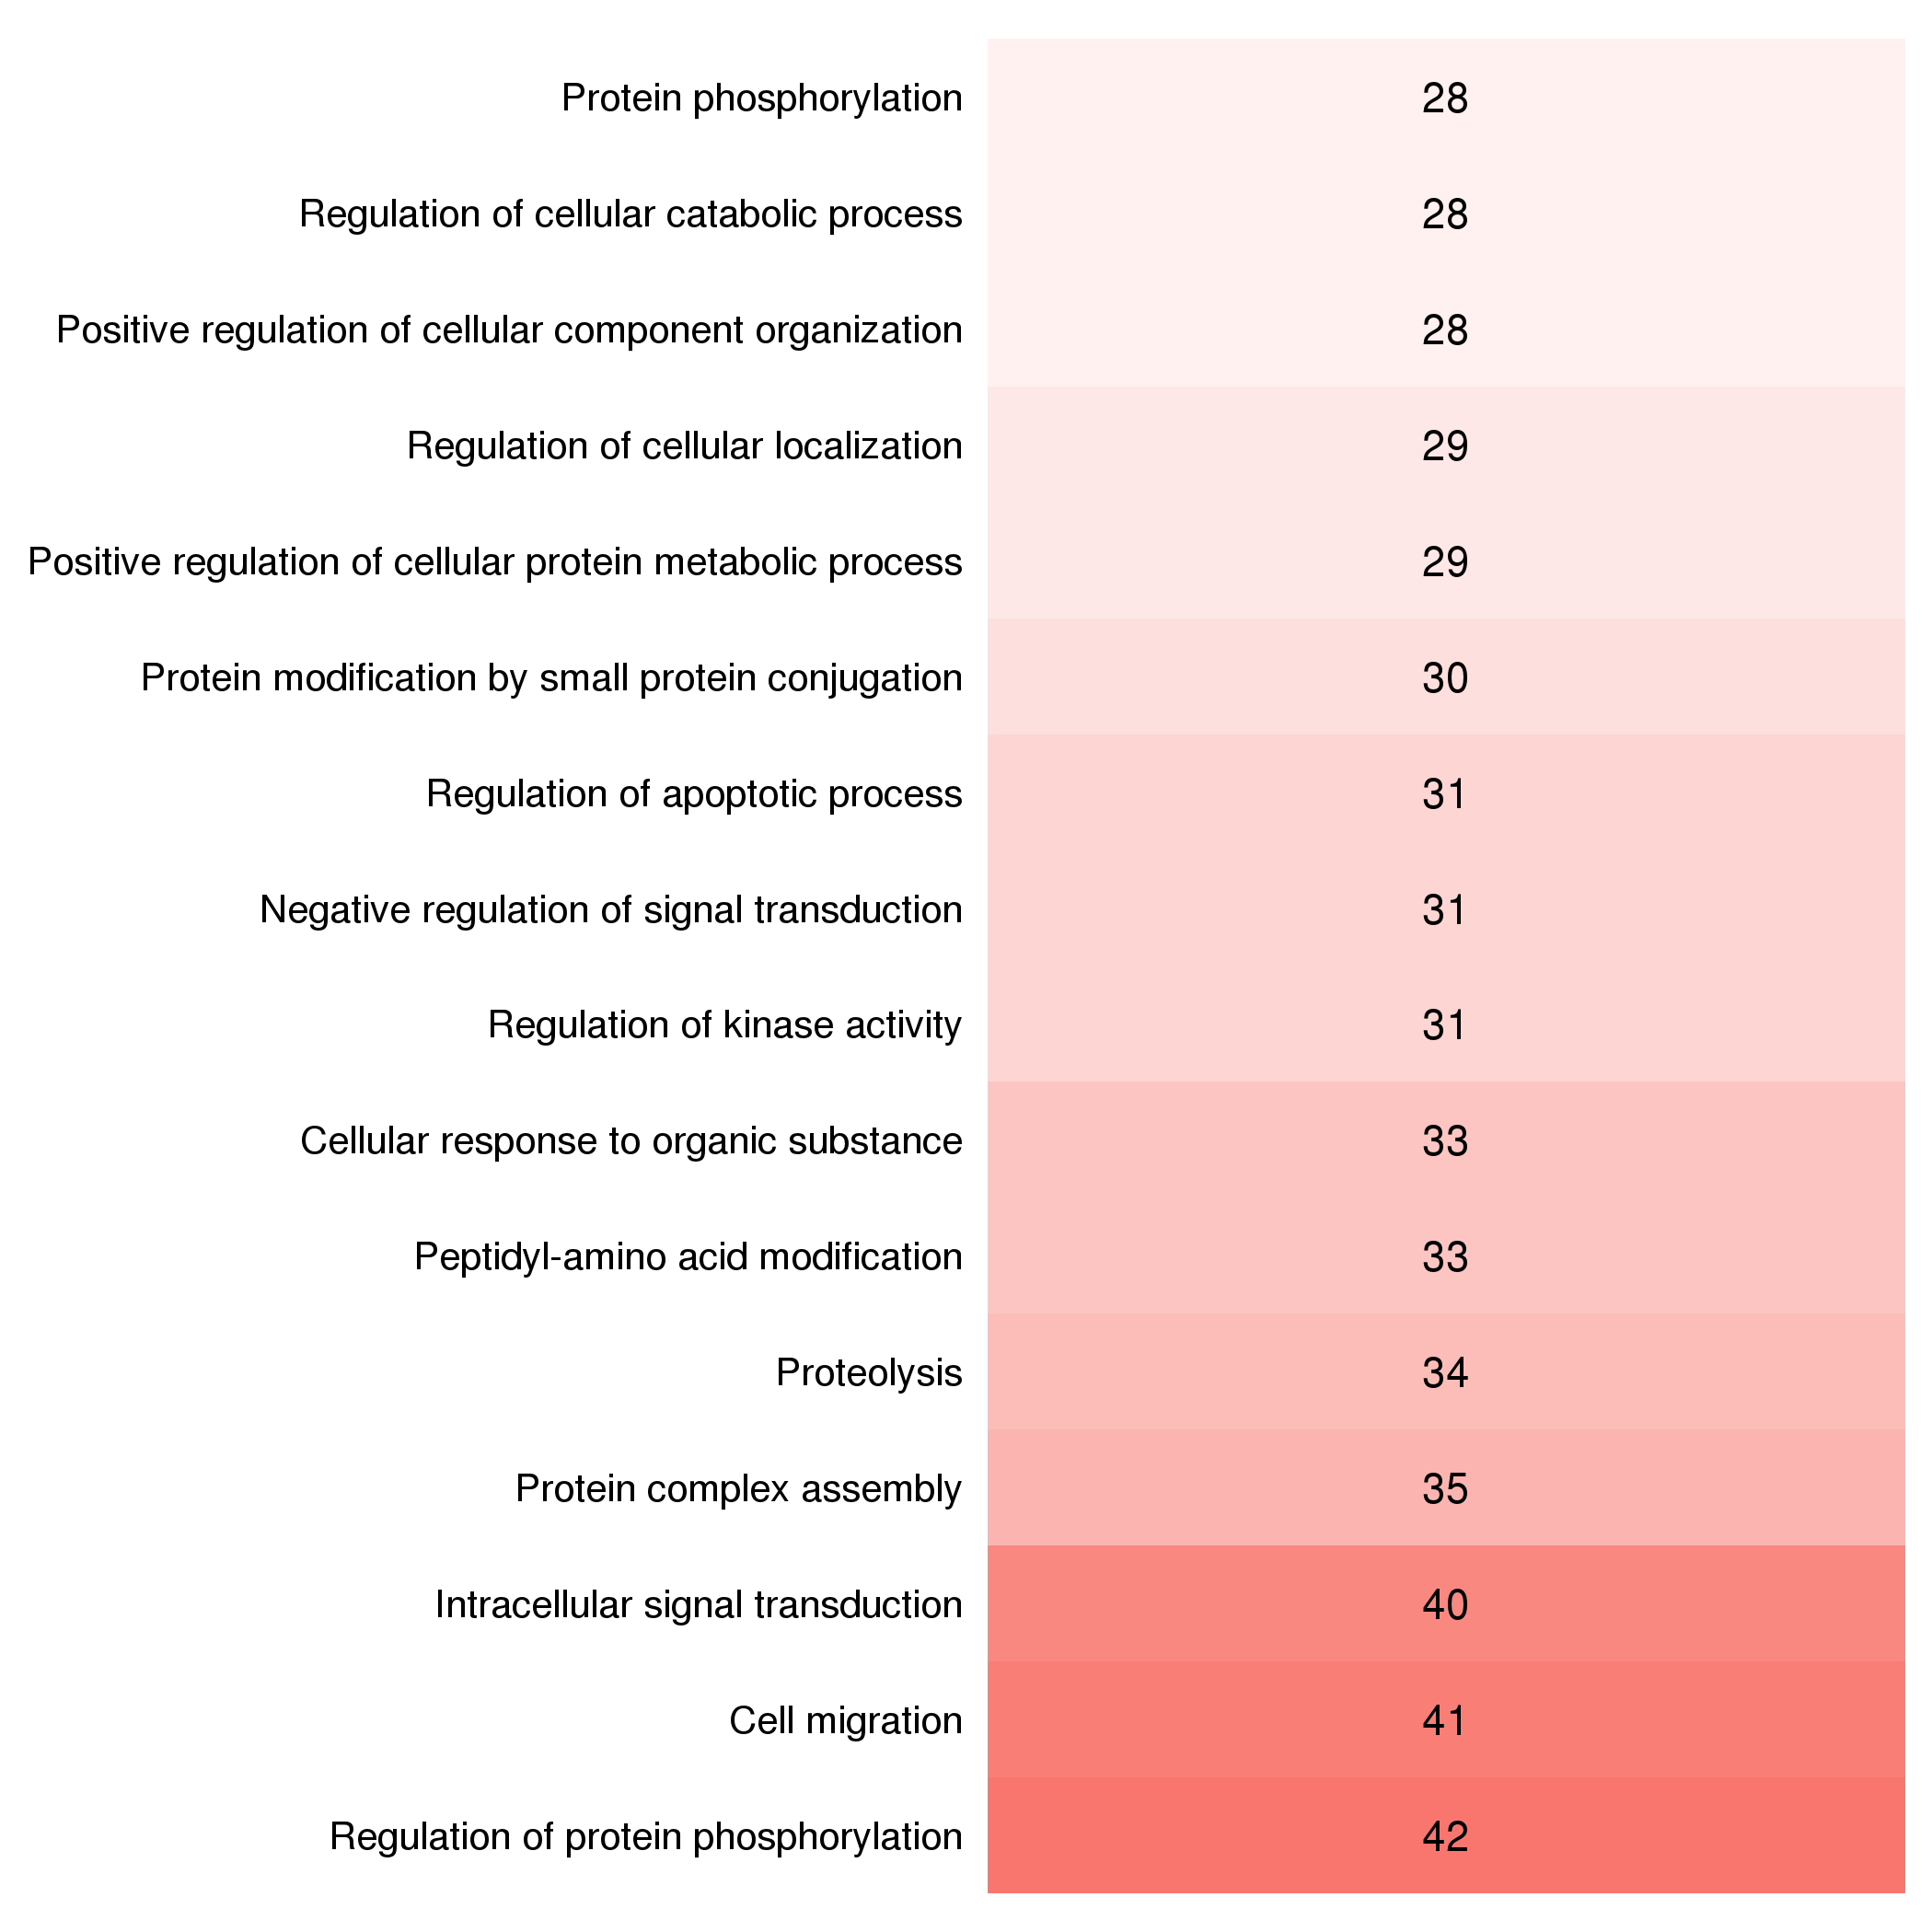 Protein phosphorylation 28
Regulation of cellular catabolic process 28
Positive regulation of cellular component organization 28
Regulation of cellular localization 29
Positive regulation of cellular protein metabolic process 29
Protein modification by small protein conjugation 30
Regulation of apoptotic process 31
Negative regulation of signal transduction 31
Regulation of kinase activity 31
Cellular response to organic substance 33
Peptidyl-amino acid modification 33
Proteolysis 34
Protein complex assembly 35
Intracellular signal transduction 40
Cell migration 41
Regulation of protein phosphorylation 42